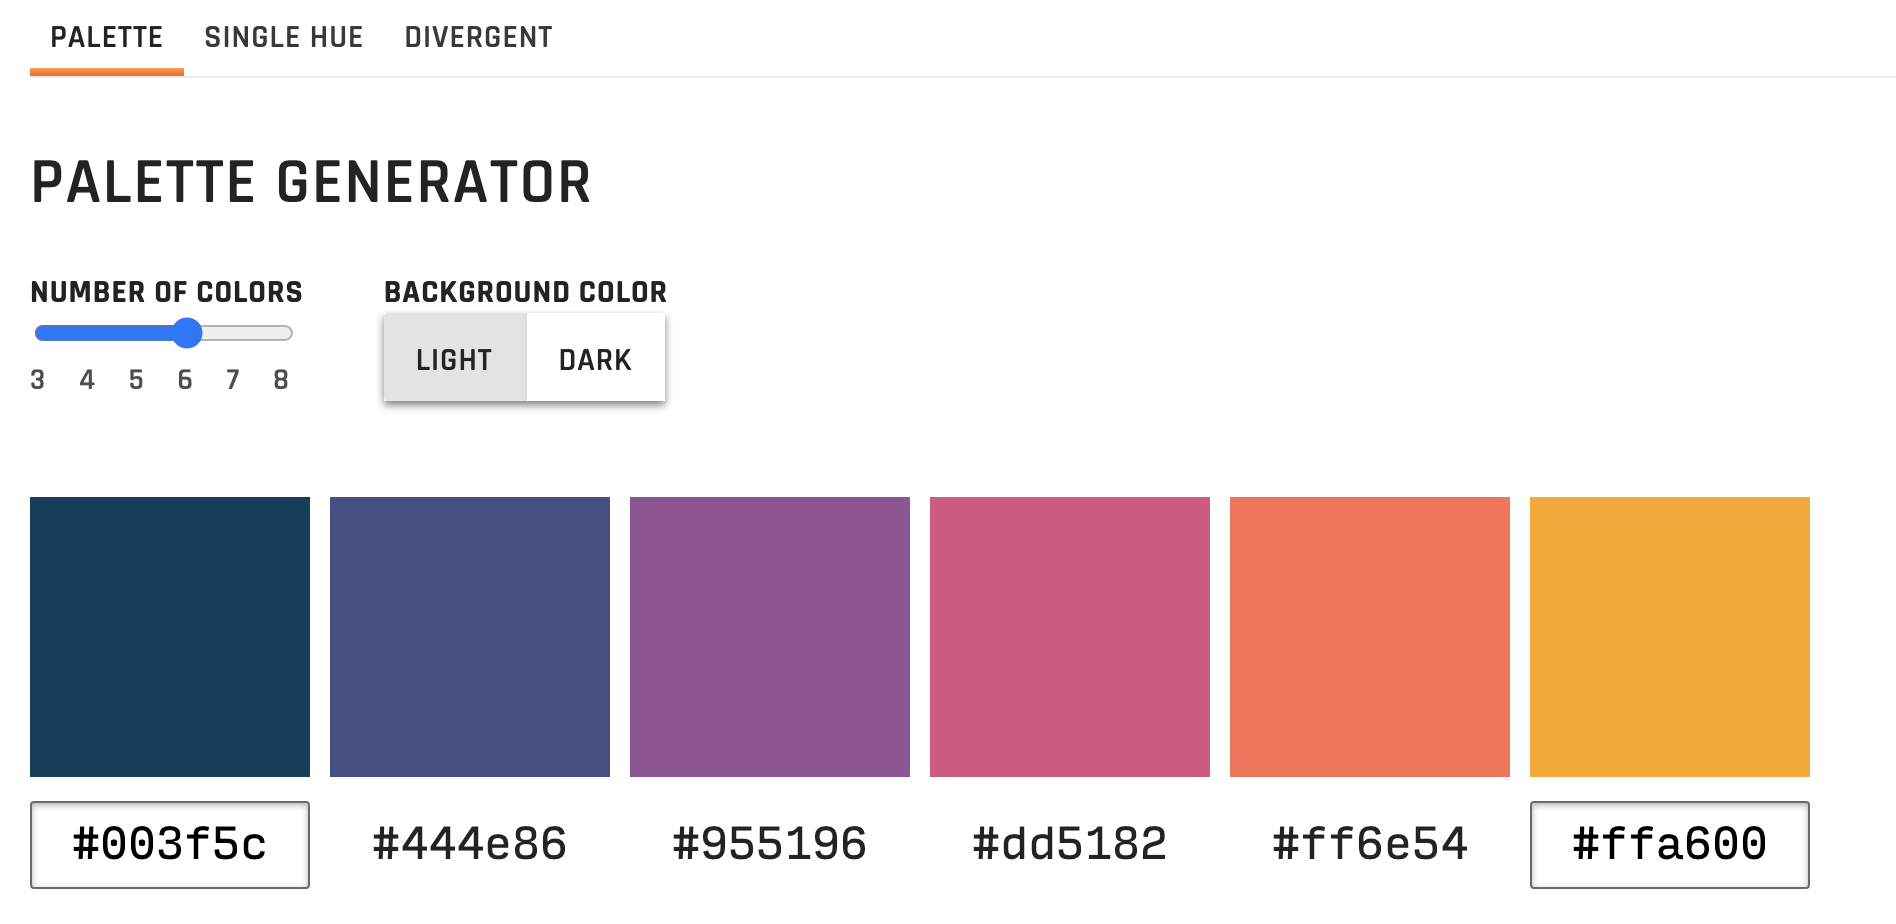 PALETTE SINGLE HUE DIVERGENT
PALETTE GENERATOR
NUMBER OF COLORS
3 4 5 6 7 8
BACKGROUND COLOR
LIGHT DARK
#003f5c #444e86 #955196 #dd5182 #ff6e54 #ffa600